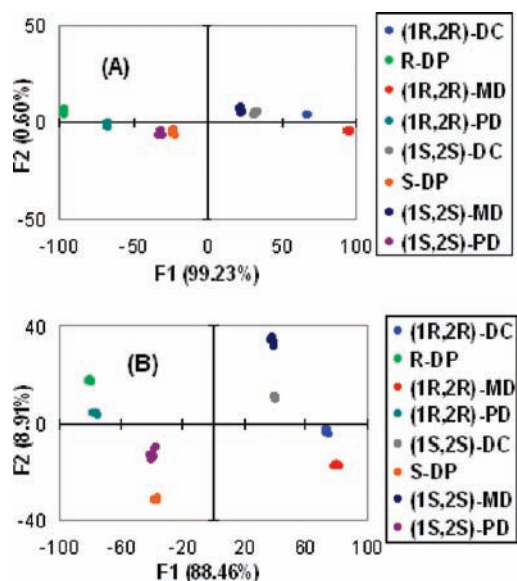 50
(A)
0
-50
F2 (0.60%)
-100 -50 0 50 100
F1 (99.23%)
(1R,2R)-DC
R-DP
(1R,2R)-MD
(1R,2R)-PD
(1S,2S)-DC
S-DP
(1S,2S)-MD
(1S,2S)-PD
40
(B)
0
-40
F2 (8.91%)
-100 -60 -20 20 60 100
F1 (88.46%)
(1R,2R)-DC
R-DP
(1R,2R)-MD
(1R,2R)-PD
(1S,2S)-DC
S-DP
(1S,2S)-MD
(1S,2S)-PD